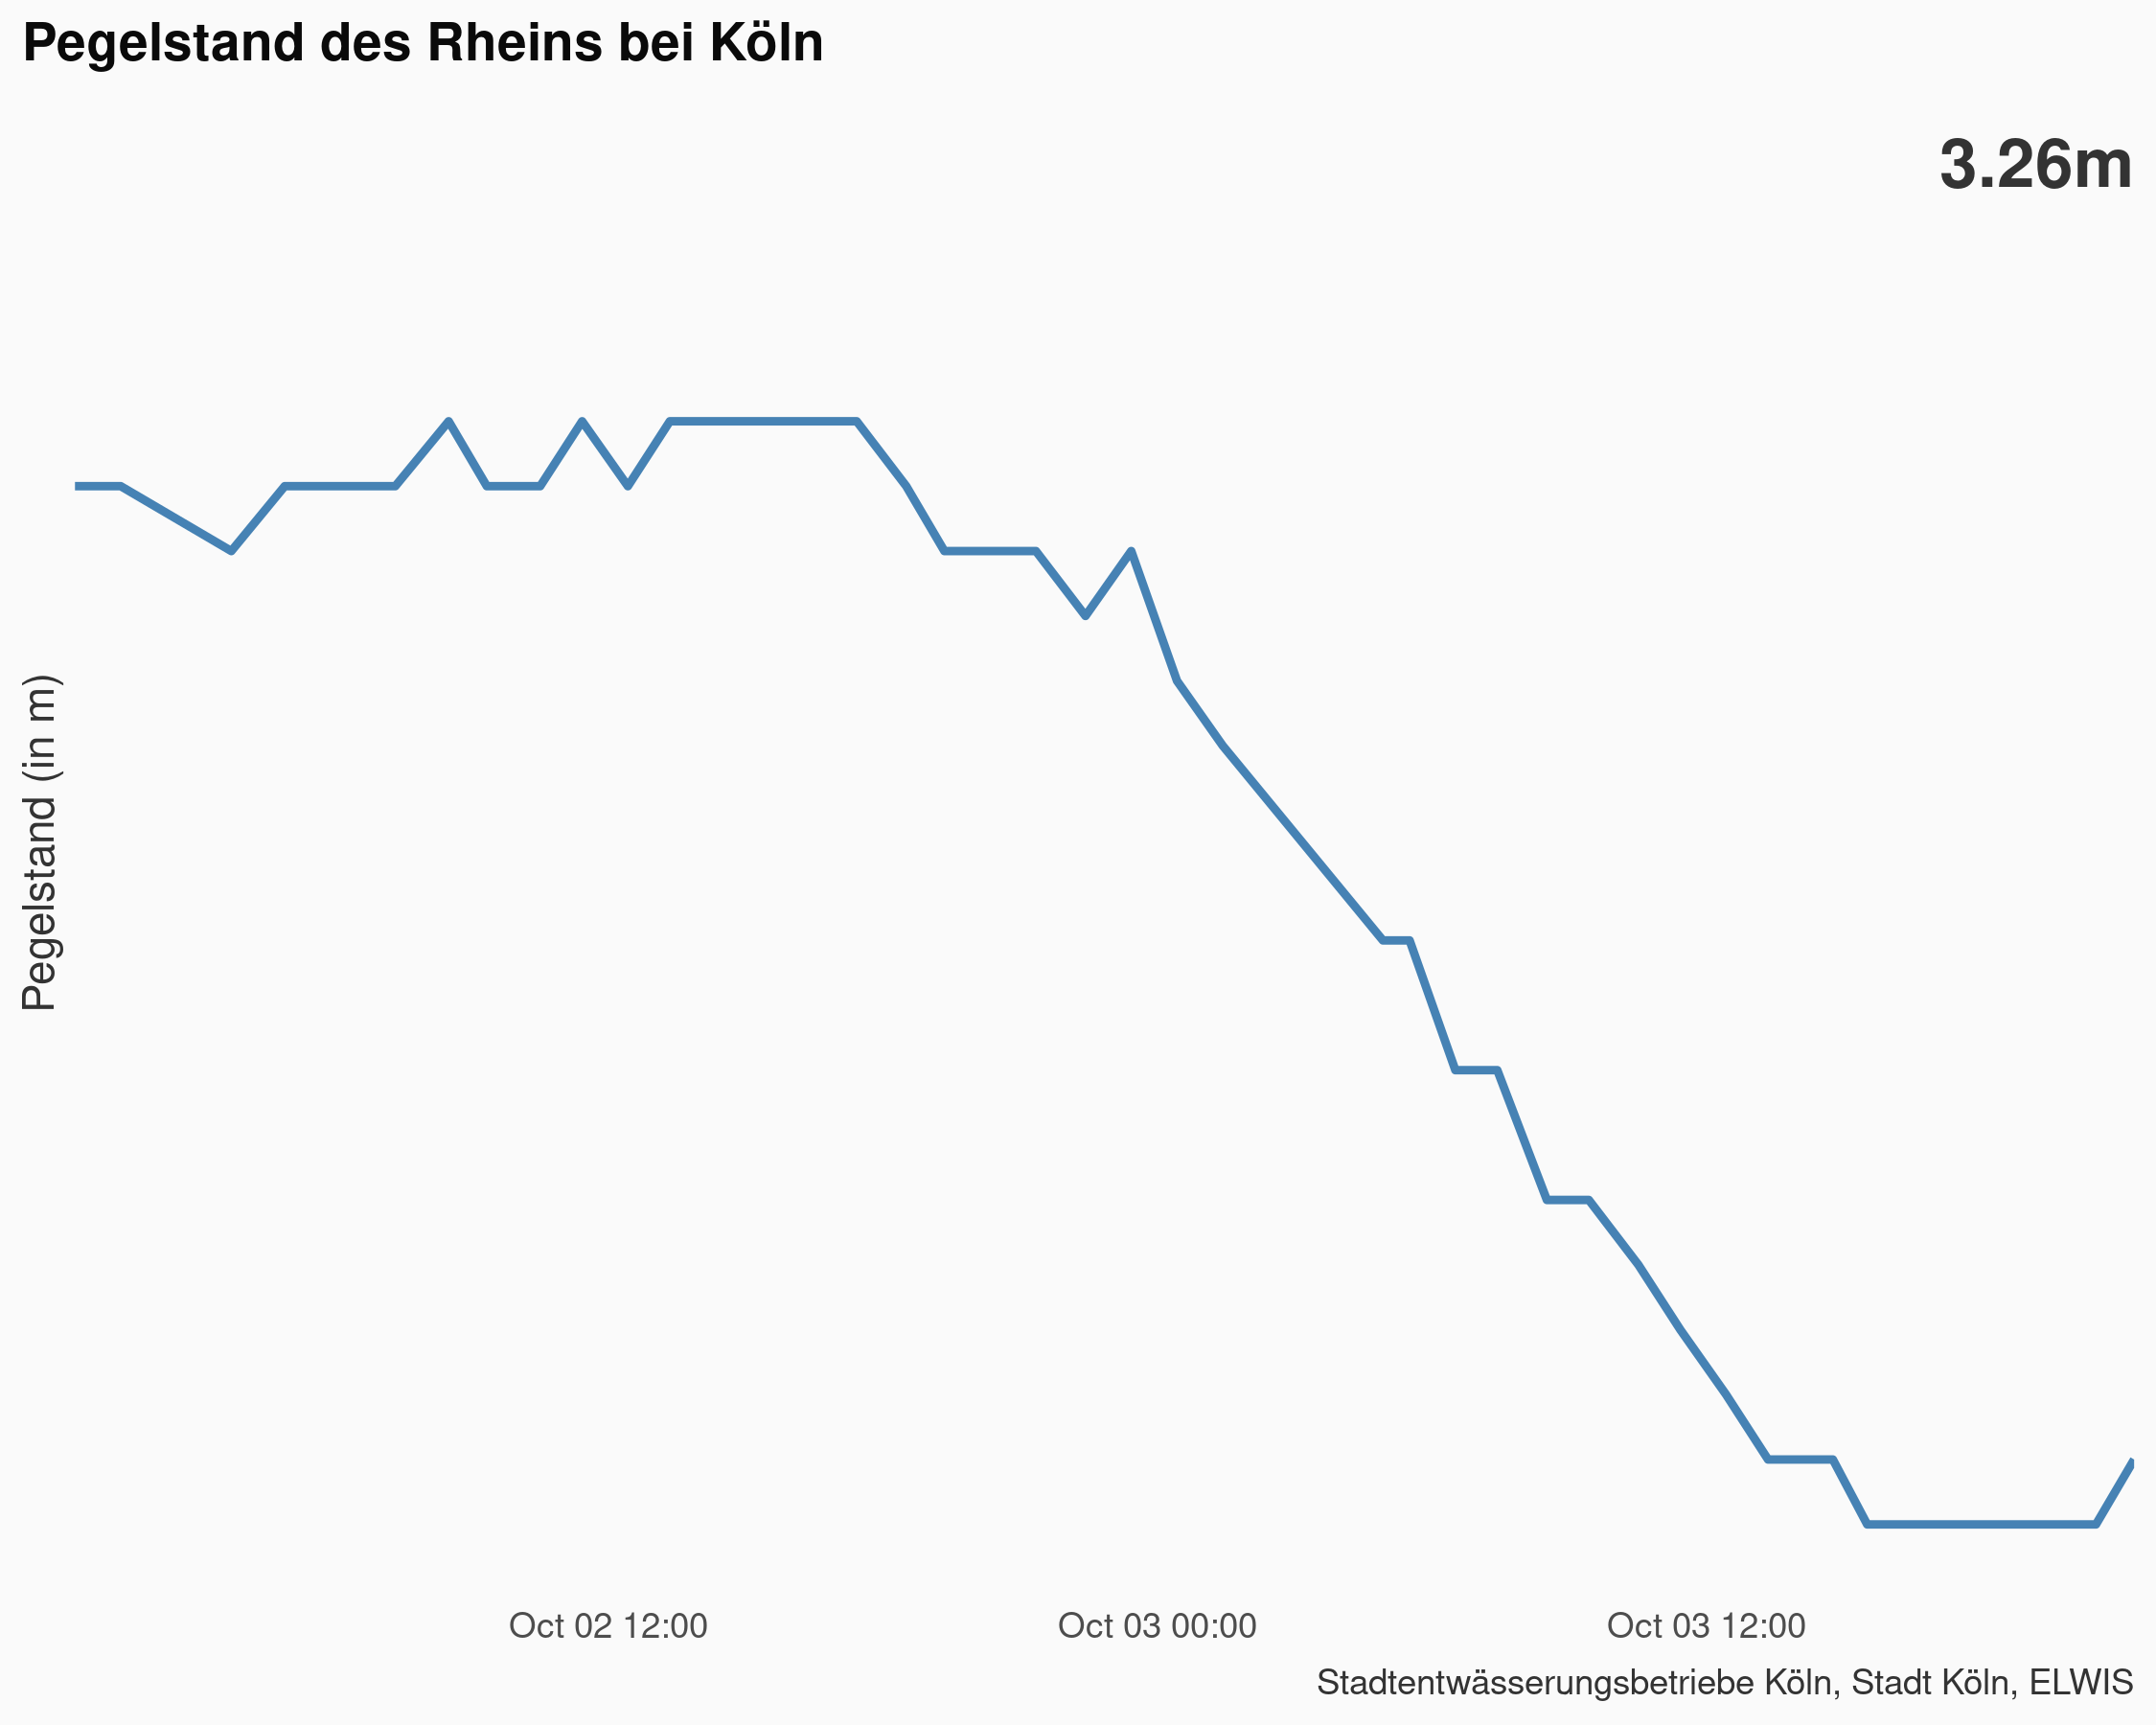 Pegelstand des Rheins bei Köln
3.26m
Pegelstand (in m)
Oct 02 12:00
Oct 03 00:00
Oct 03 12:00
Stadtentwässerungsbetriebe Köln, Stadt Köln, ELWIS